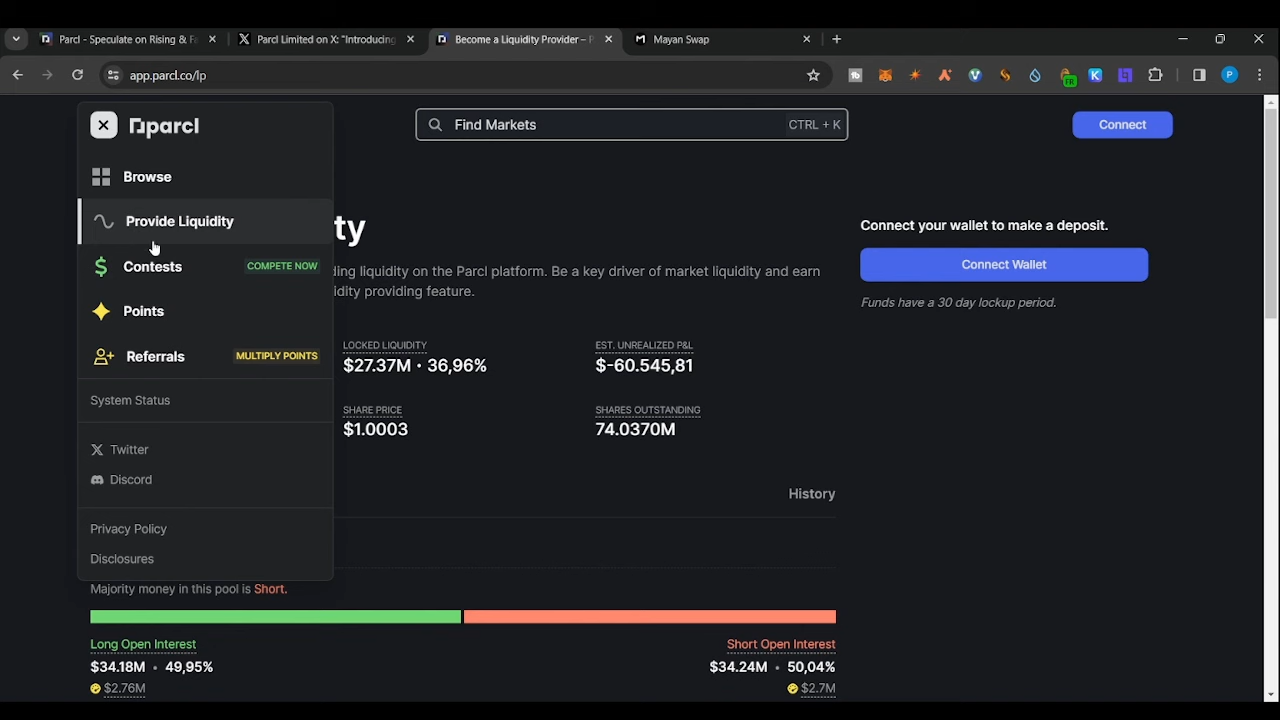 Parcl - Speculate on Rising & Fa
Parcl Limited on X: "Introducing
Become a Liquidity Provider –
Mayan Swap
app.parcl.co/lp
FR
P
parcl
Find Markets
CTRL + K
Connect
Browse
Provide Liquidity
Contests
COMPETE NOW
Points
Referrals
MULTIPLY POINTS
System Status
Twitter
Discord
Privacy Policy
Disclosures
ty
ding liquidity on the Parcl platform. Be a key driver of market liquidity and earn
idity providing feature.
LOCKED LIQUIDITY
$27.37M • 36,96%
EST. UNREALIZED P&L
$-60.545,81
SHARE PRICE
$1.0003
SHARES OUTSTANDING
74.0370M
History
Connect your wallet to make a deposit.
Connect Wallet
Funds have a 30 day lockup period.
Majority money in this pool is Short.
Long Open Interest
$34.18M • 49,95%
$2.76M
Short Open Interest
$34.24M • 50,04%
$2.7M